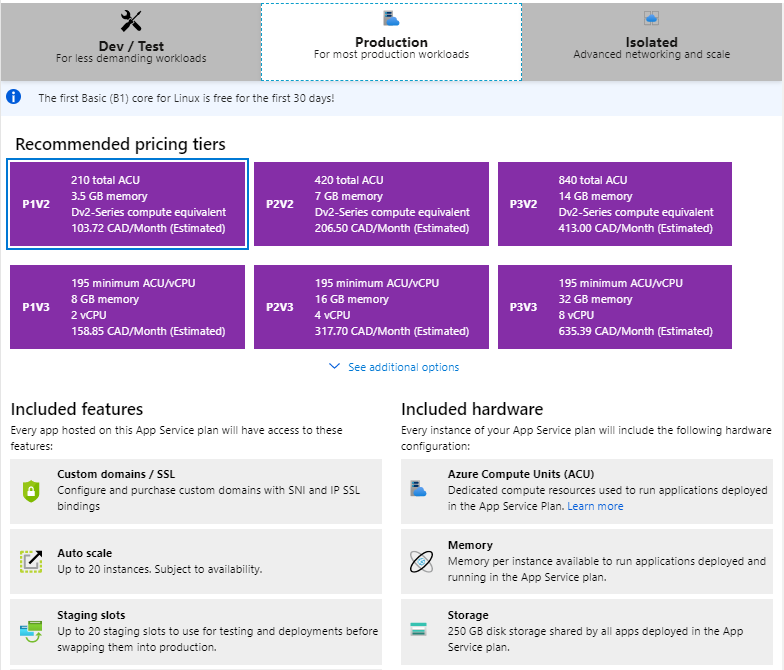 Dev / Test
For less demanding workloads
Production
For most production workloads
Isolated
Advanced networking and scale
The first Basic (B1) core for Linux is free for the first 30 days!
Recommended pricing tiers
P1V2
210 total ACU
3.5 GB memory
Dv2-Series compute equivalent
103.72 CAD/Month (Estimated)
P2V2
420 total ACU
7 GB memory
Dv2-Series compute equivalent
206.50 CAD/Month (Estimated)
P3V2
840 total ACU
14 GB memory
Dv2-Series compute equivalent
413.00 CAD/Month (Estimated)
P1V3
195 minimum ACU/vCPU
8 GB memory
2 vCPU
158.85 CAD/Month (Estimated)
P2V3
195 minimum ACU/vCPU
16 GB memory
4 vCPU
317.70 CAD/Month (Estimated)
P3V3
195 minimum ACU/vCPU
32 GB memory
8 vCPU
635.39 CAD/Month (Estimated)
See additional options
Included features
Every app hosted on this App Service plan will have access to these
features:
Custom domains / SSL
Configure and purchase custom domains with SNI and IP SSL
bindings
Auto scale
Up to 20 instances. Subject to availability.
Staging slots
Up to 20 staging slots to use for testing and deployments before
swapping them into production.
Included hardware
Every instance of your App Service plan will include the following hardware
configuration:
Azure Compute Units (ACU)
Dedicated compute resources used to run applications deployed
in the App Service Plan. Learn more
Memory
Memory per instance available to run applications deployed and
running in the App Service plan.
Storage
250 GB disk storage shared by all apps deployed in the App
Service plan.